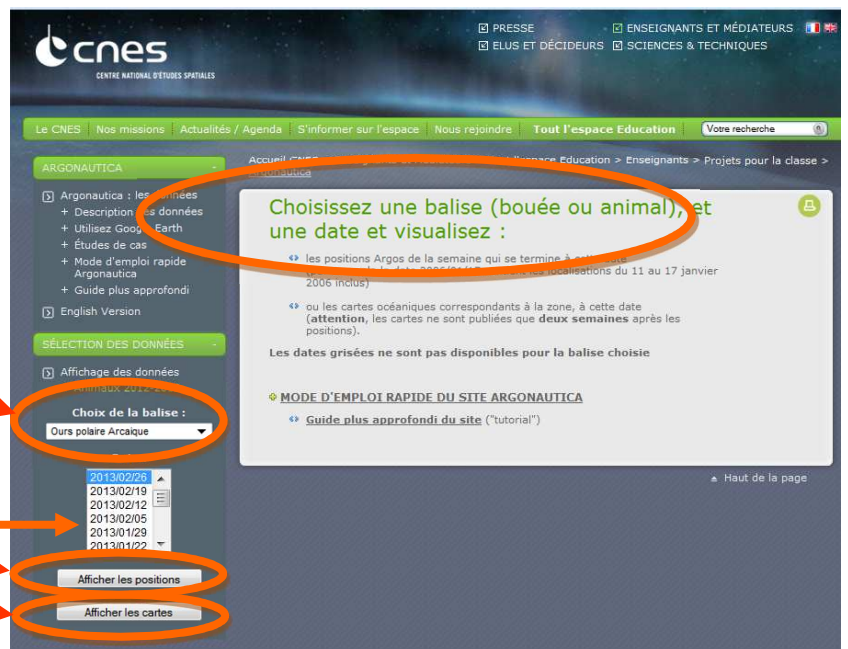 PRESSE
ENSEIGNANTS ET MÉDIATEURS
ELUS ET DÉCIDEURS
SCIENCES & TECHNIQUES
cnes
CENTRE NATIONAL D'ÉTUDES SPATIALES
Le CNES
Nos missions
Actualités / Agenda
S'informer sur l'espace
Nous rejoindre
Tout l'espace Education
Votre recherche
Accueil CNES
l'espace Education > Enseignants > Projets pour la classe >
Argonautica
ARGONAUTICA -
Argonautica : les données
+ Description des données
+ Utilisez Google Earth
+ Études de cas
+ Mode d'emploi rapide
Argonautica
+ Guide plus approfondi
English Version
SÉLECTION DES DONNÉES -
Affichage des données
Choix de la balise :
Ours polaire Arcaique
2013/02/26
2013/02/19
2013/02/12
2013/02/05
2013/01/29
2013/01/22
Afficher les positions
Afficher les cartes
Choisissez une balise (bouée ou animal), et
une date et visualisez :
les positions Argos de la semaine qui se termine à cette date
les localisations du 11 au 17 janvier
2006 inclus)
ou les cartes océaniques correspondants à la zone, à cette date
(attention, les cartes ne sont publiées que deux semaines après les
positions).
Les dates grisées ne sont pas disponibles pour la balise choisie
MODE D'EMPLOI RAPIDE DU SITE ARGONAUTICA
Guide plus approfondi du site ("tutorial")
Haut de la page